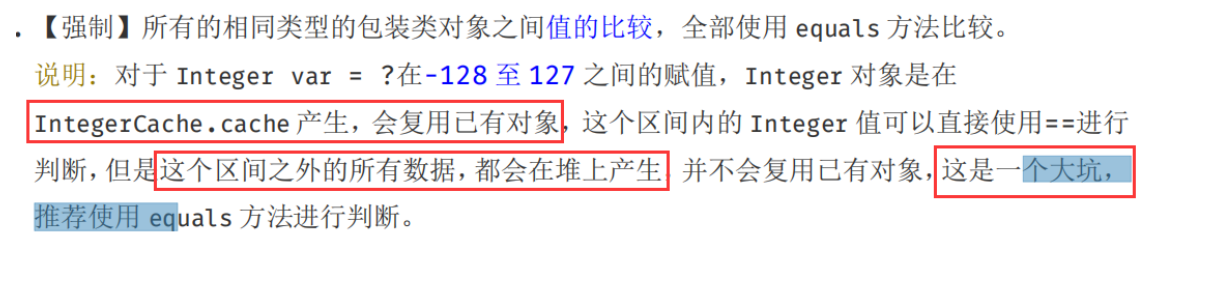 .【强制】所有的相同类型的包装类对象之间值的比较，全部使用 equals 方法比较。
说明：对于 Integer var = ?在-128 至 127 之间的赋值，Integer 对象是在
IntegerCache.cache 产生，会复用已有对象，这个区间内的 Integer 值可以直接使用==进行
判断，但是这个区间之外的所有数据，都会在堆上产生，并不会复用已有对象，这是一个大坑，
推荐使用 equals 方法进行判断。